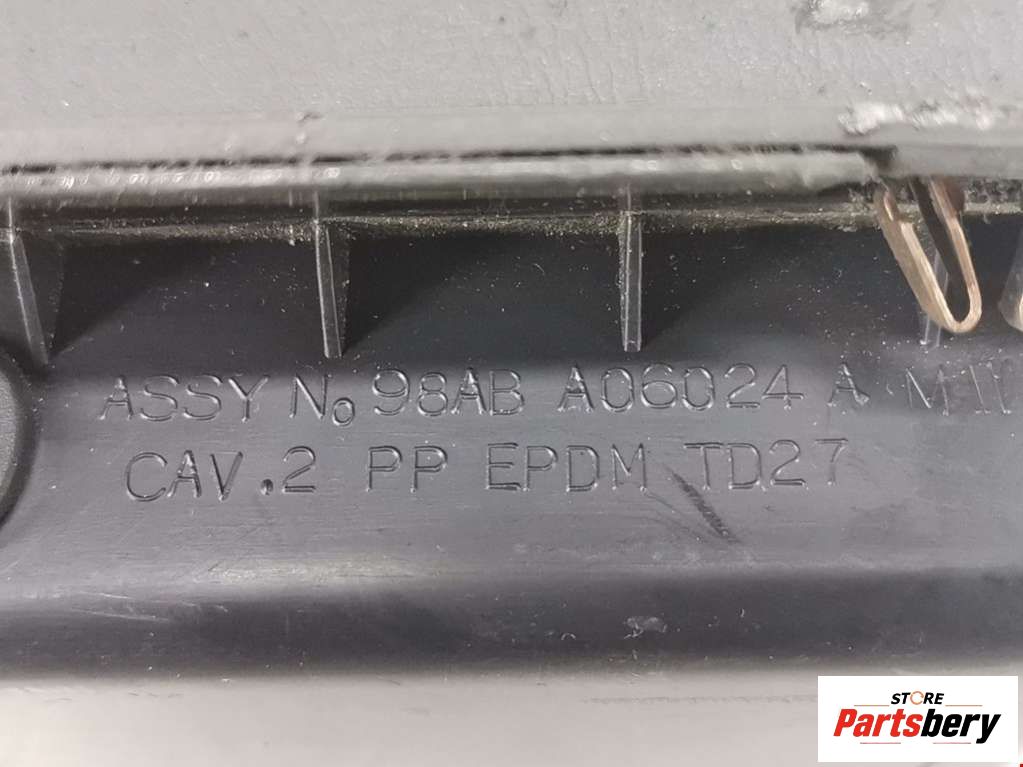 ASSY No 98AB A06024 A
CAV.2 PP EPDM TD27
STORE
Partsbery